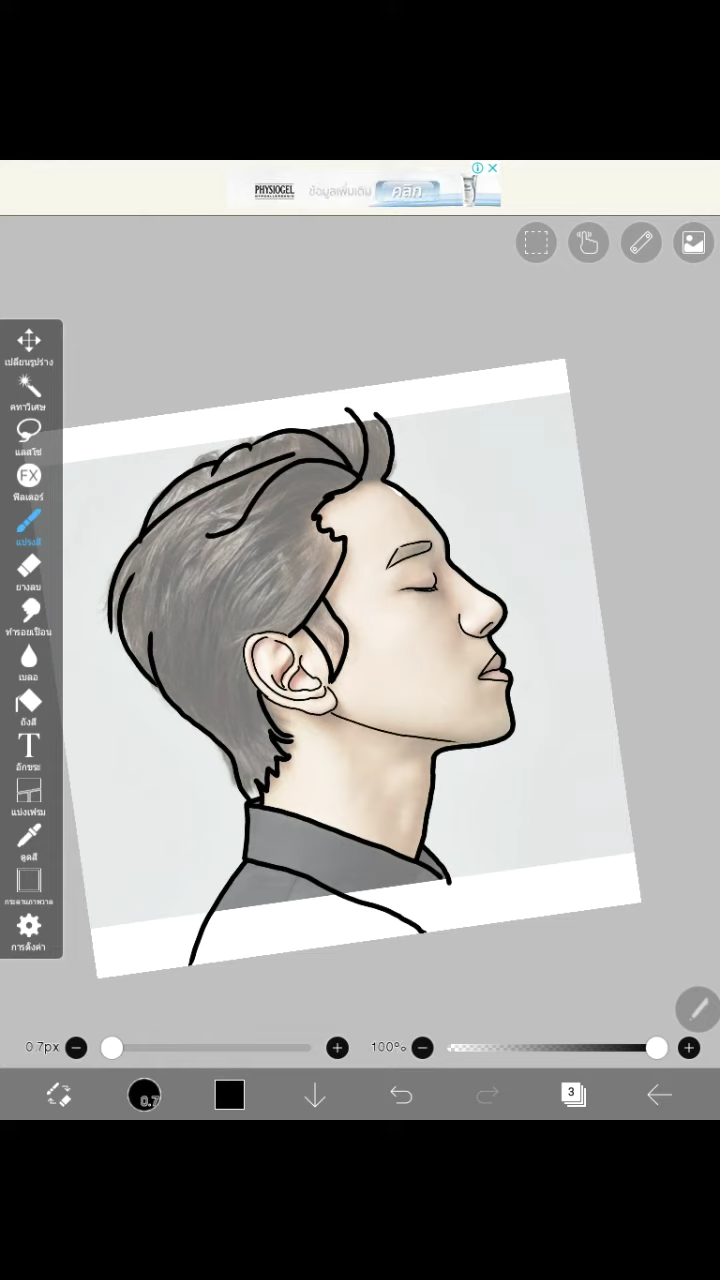 PHYSIOGEL
HYPOALLERGENIC
ข้อมูลเพิ่มเติม
คลิก
เปลี่ยนรูปร่าง
คทาวิเศษ
แลสโซ่
FX
ฟิลเตอร์
แปรงสี
ยางลบ
ทำรอยเปื้อน
เบลอ
ถังสี
T
อักขระ
แบ่งเฟรม
ดูดสี
กระดานภาพวาด
การตั้งค่า
0.7px
100%
0.7
3